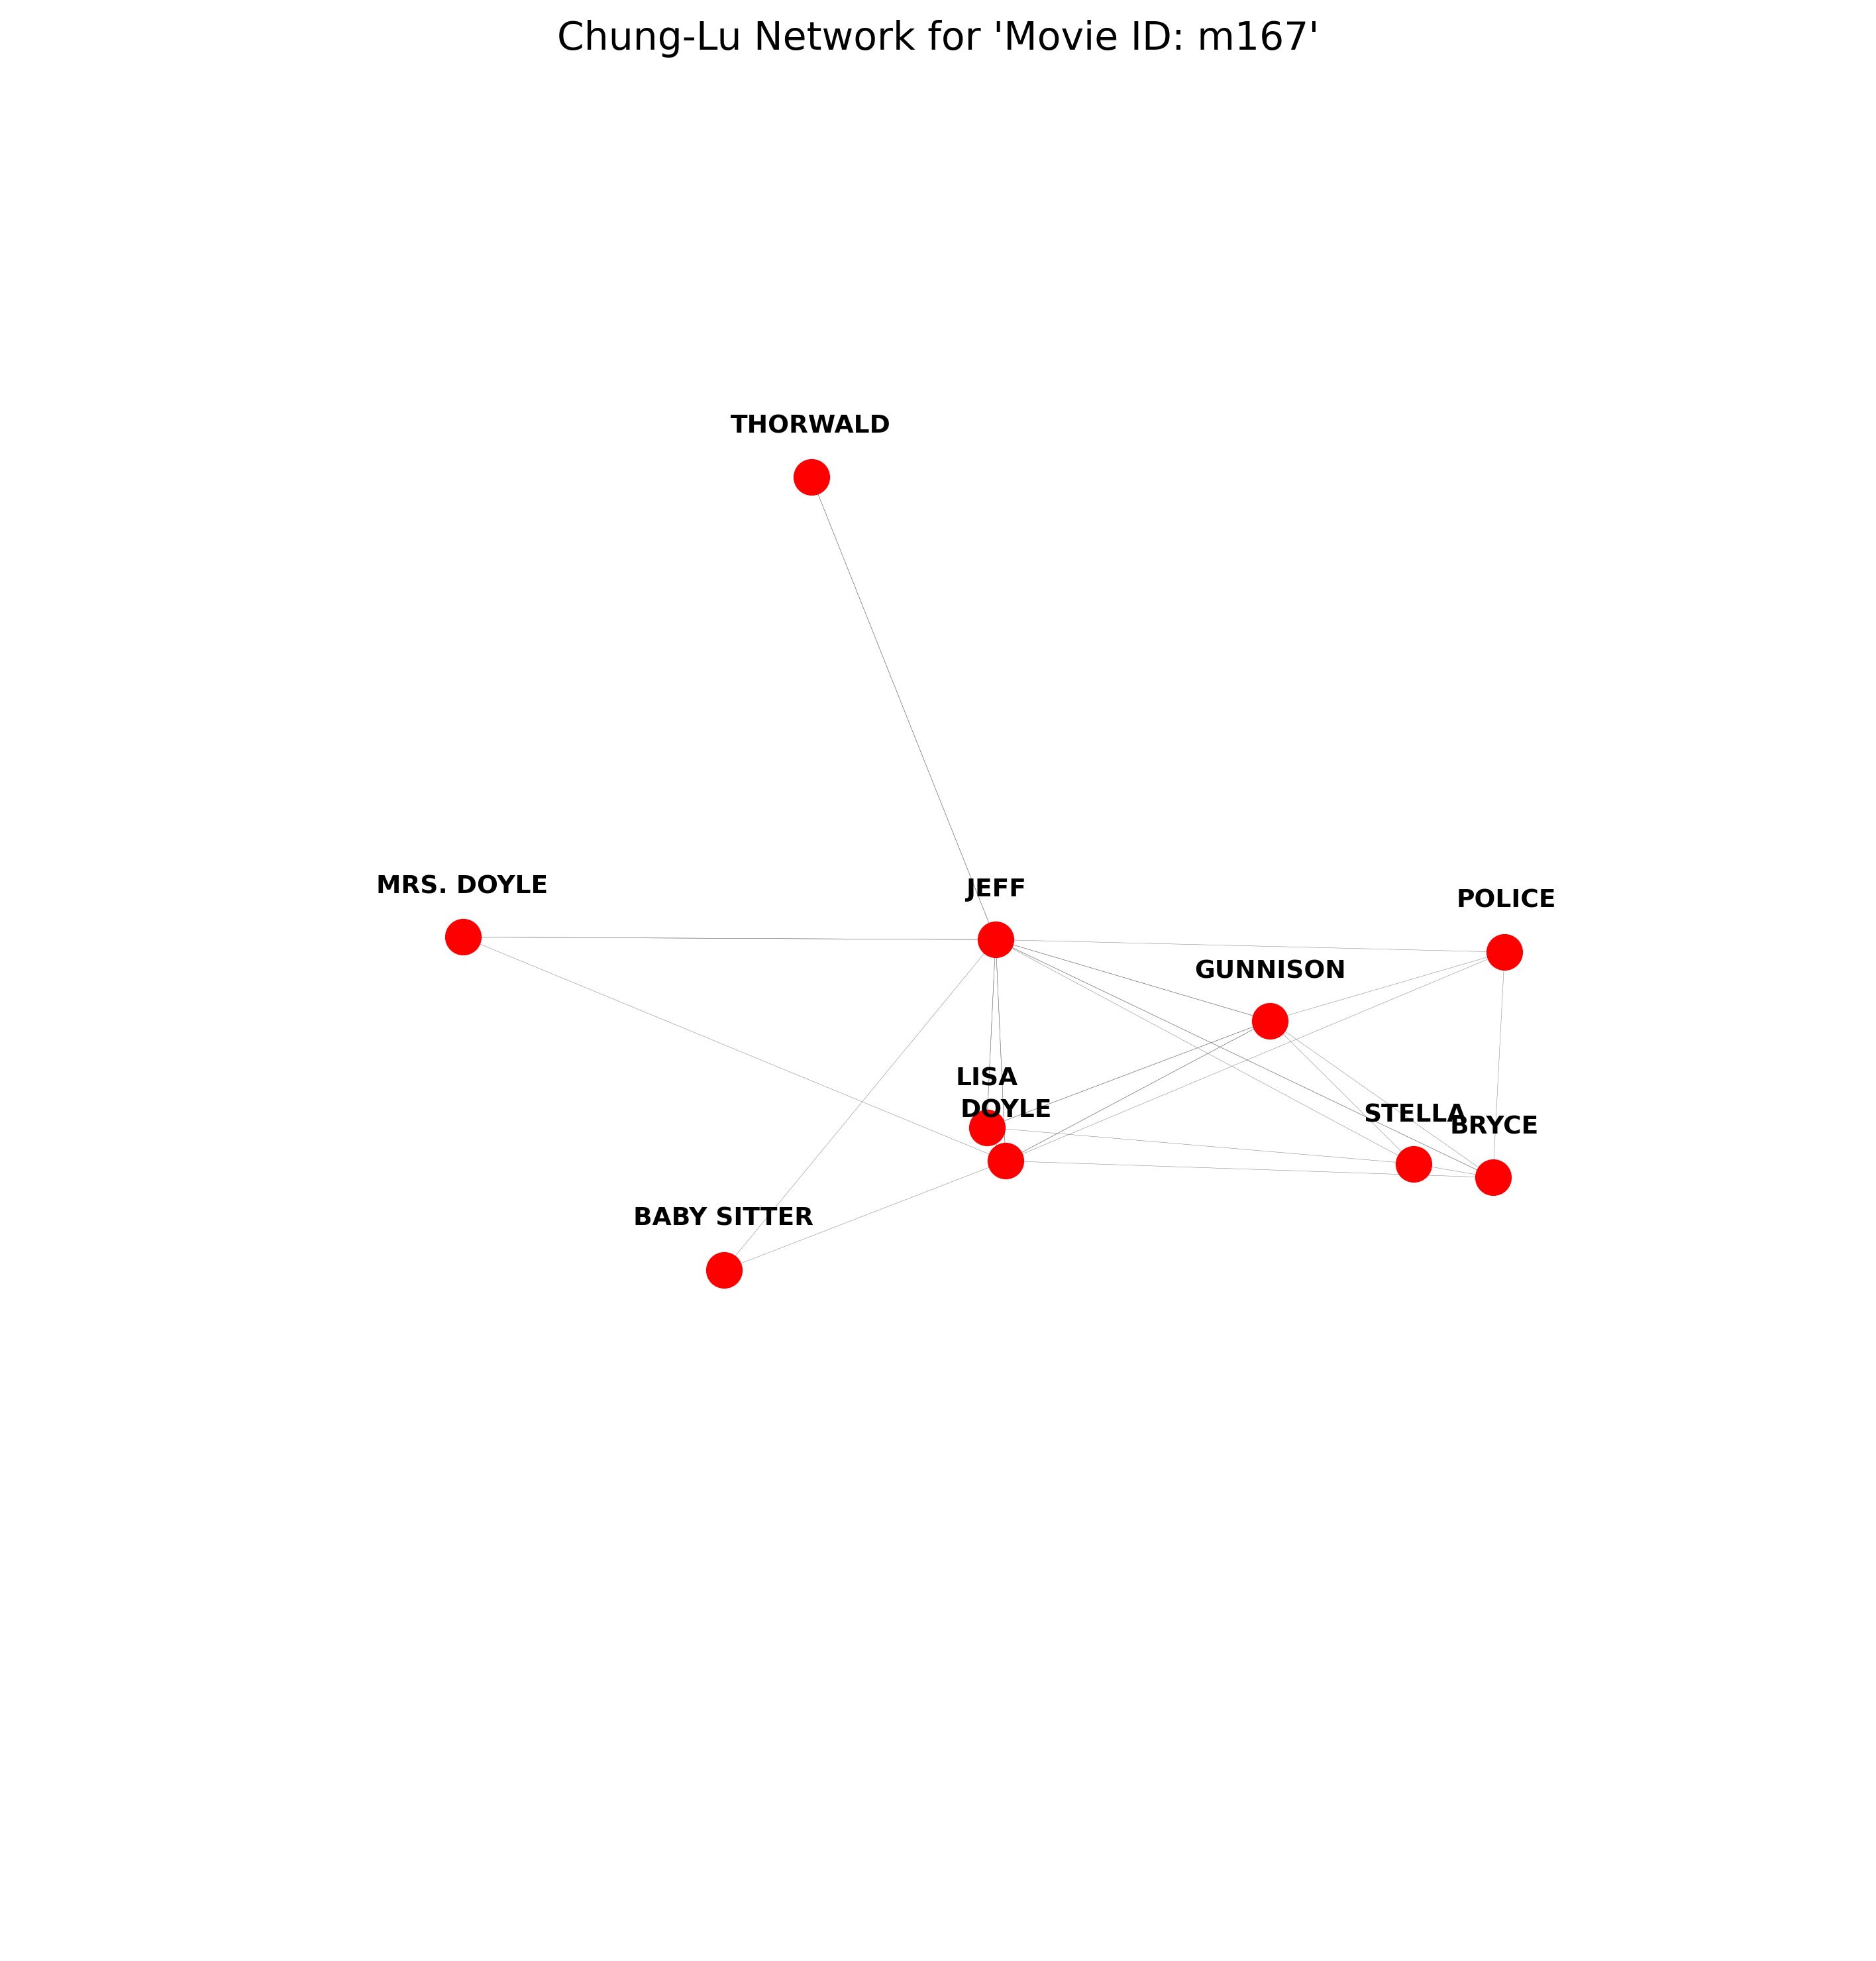 Chung-Lu Network for 'Movie ID: m167'
THORWALD
MRS. DOYLE
JEFF
POLICE
GUNNISON
LISA
DOYLE
STELLA
BRYCE
BABY SITTER